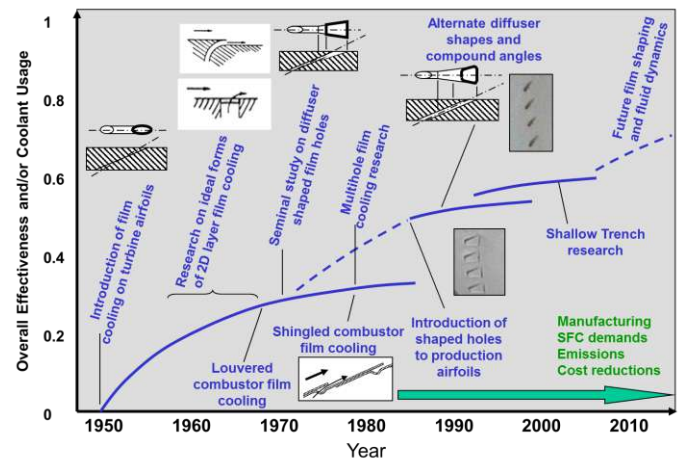 Overall Effectiveness and/or Coolant Usage
1
0.8
0.6
0.4
0.2
0
Introduction of film
cooling on turbine airfoils
Research on ideal forms
of 2D layer film cooling
Seminal study on diffuser
shaped film holes
Multihole film
cooling research
Alternate diffuser
shapes and
compound angles
Future film shaping
and fluid dynamics
Shallow Trench
research
Louvered
combustor film
cooling
Shingled combustor
film cooling
Introduction of
shaped holes
to production
airfoils
Manufacturing
SFC demands
Emissions
Cost reductions
1950
1960
1970
1980
1990
2000
2010
Year